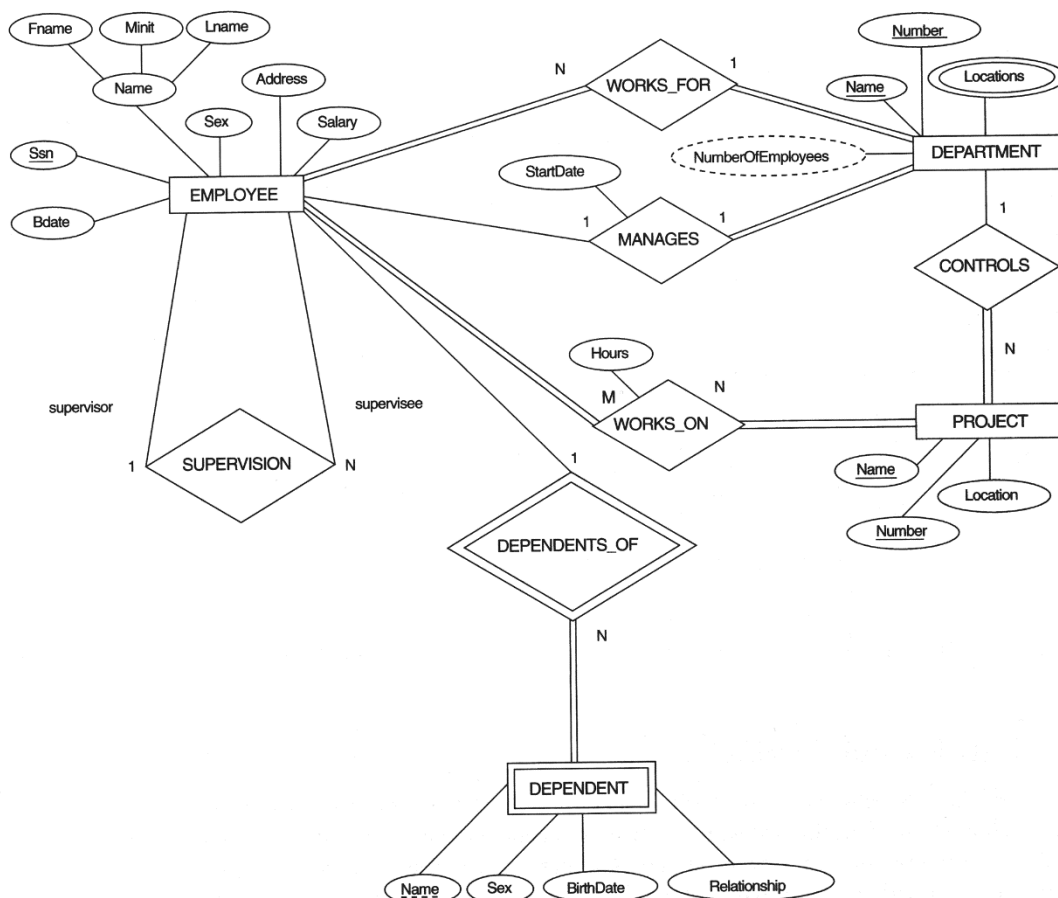 Fname
Minit
Lname
Name
Address
Sex
Salary
Ssn
EMPLOYEE
Bdate
N
WORKS_FOR
1
Number
Name
Locations
NumberOfEmployees
DEPARTMENT
StartDate
1
MANAGES
1
1
CONTROLS
N
supervisor
supervisee
1
SUPERVISION
N
Hours
M
WORKS_ON
N
PROJECT
Name
Number
Location
1
DEPENDENTS_OF
N
DEPENDENT
Name
Sex
BirthDate
Relationship